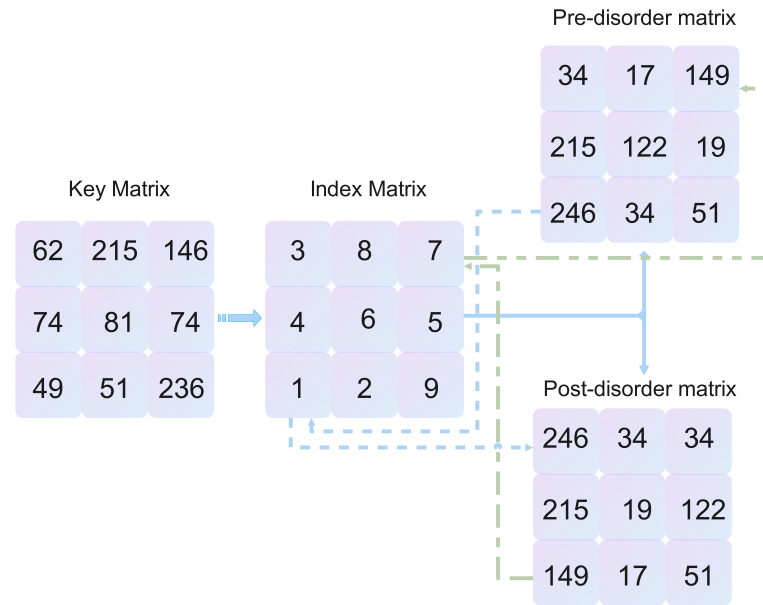 Pre-disorder matrix
34 17 149
215 122 19
246 34 51
Key Matrix
62 215 146
74 81 74
49 51 236
Index Matrix
3 8 7
4 6 5
1 2 9
Post-disorder matrix
246 34 34
215 19 122
149 17 51